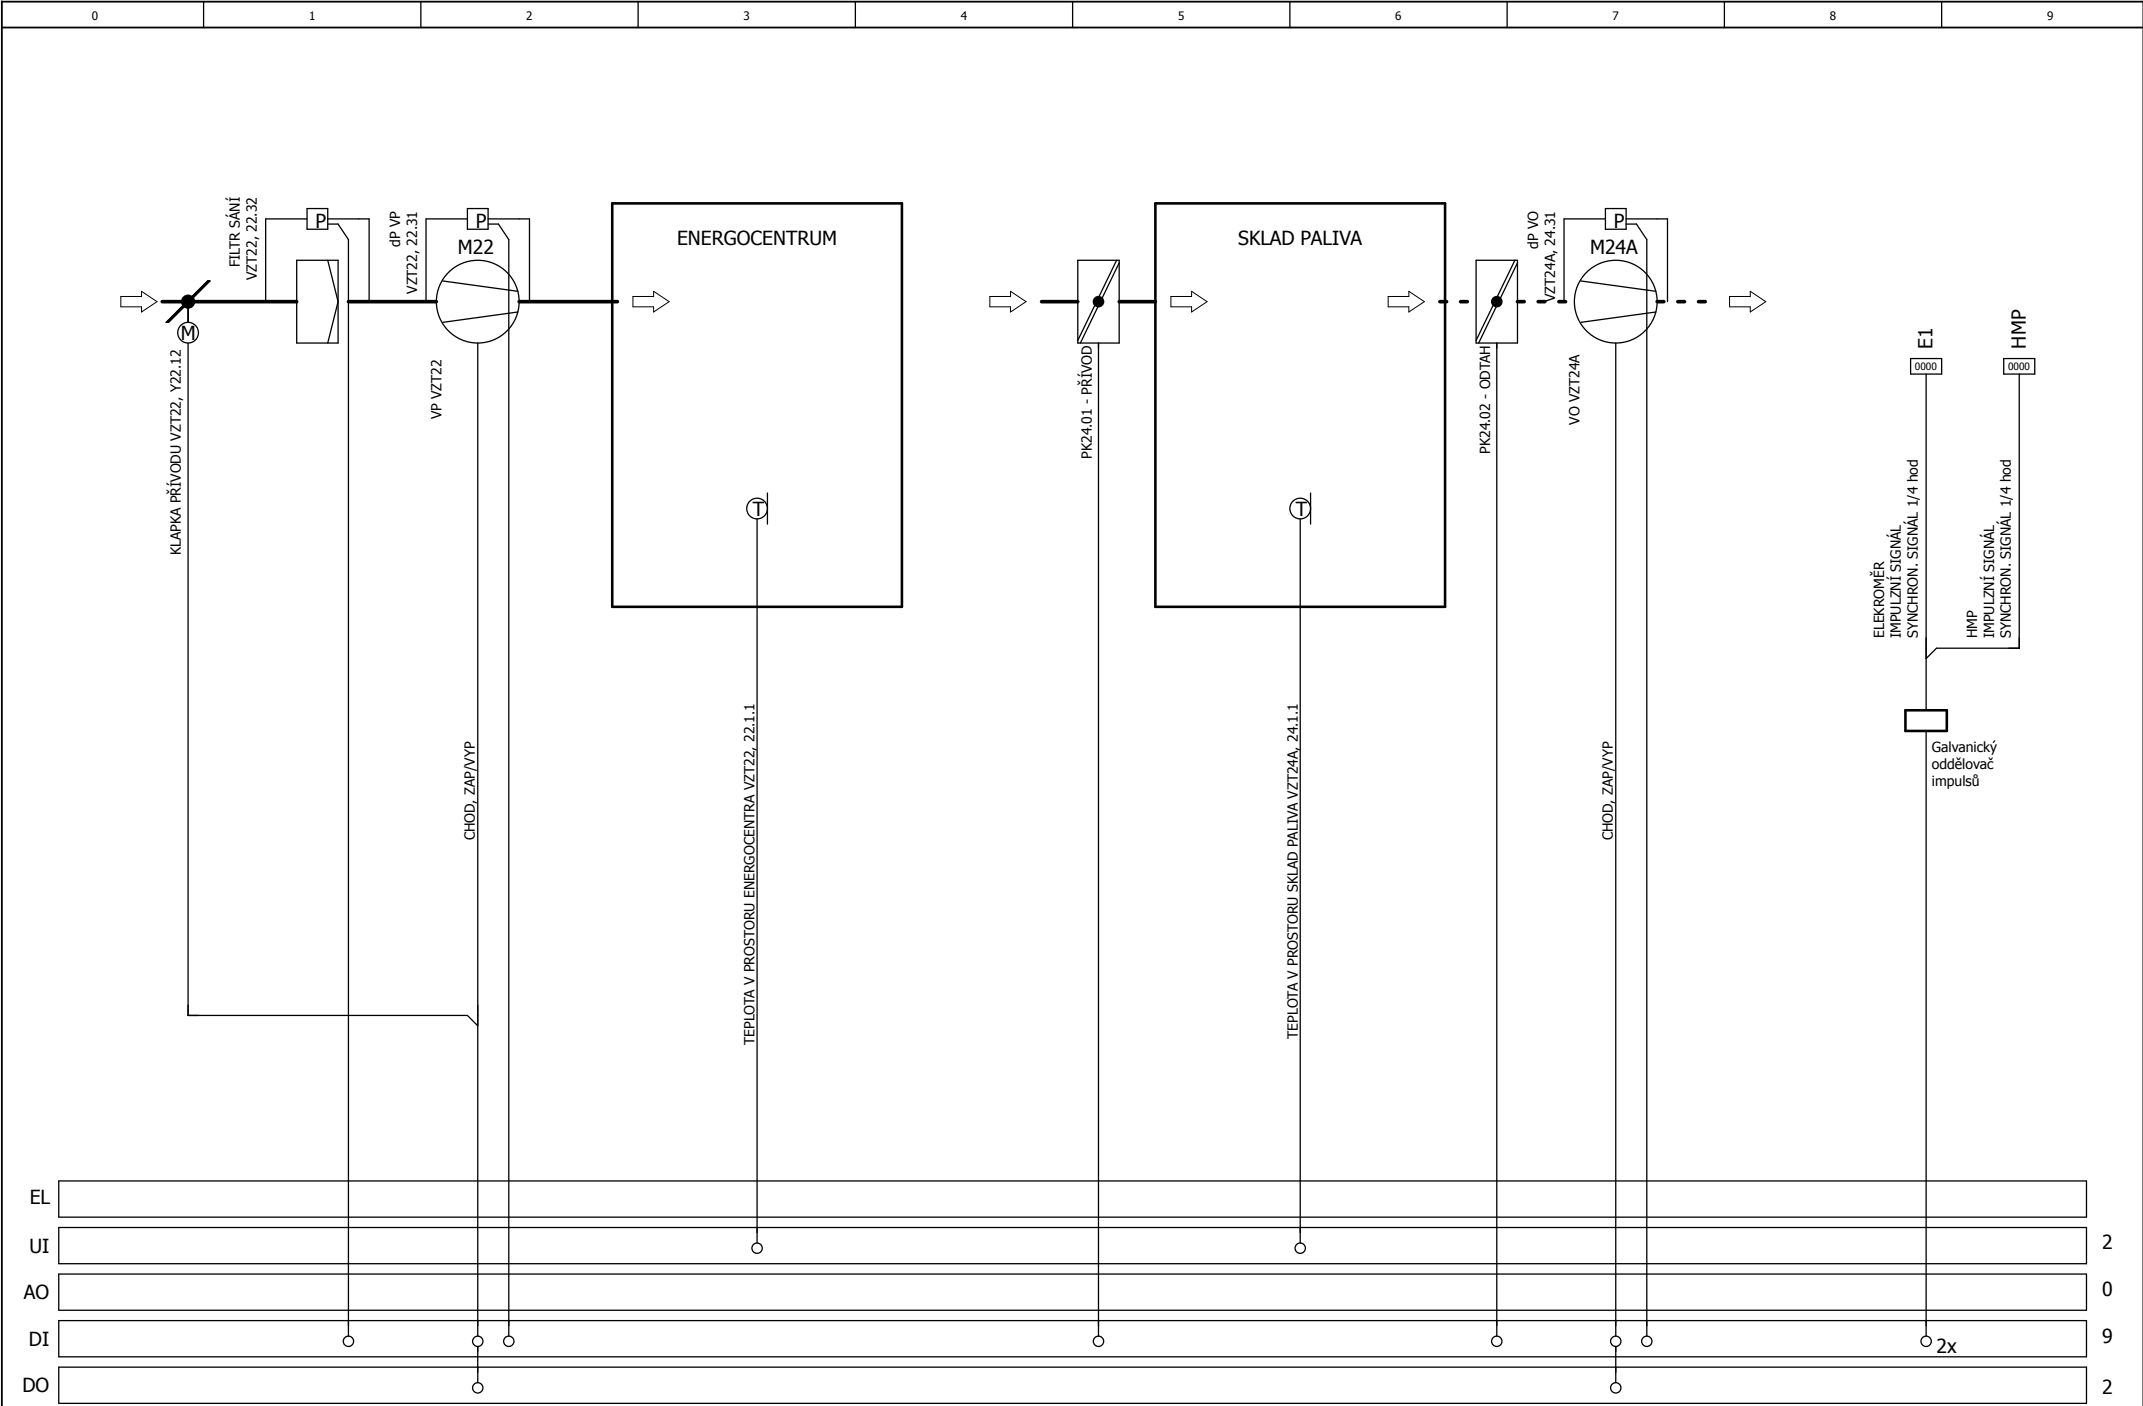 0
1
2
3
4
5
6
7
8
9
FILTR SÁNÍ
VZT22, 22.32
P
dP VP
VZT22, 22.31
P
M22
M
KLAPKA PŘÍVODU VZT22, Y22.12
VP VZT22
CHOD, ZAP/VYP
ENERGOCENTRUM
T
TEPLOTA V PROSTORU ENERGOCENTRA VZT22, 22.1.1
PK24.01 - PŘÍVOD
SKLAD PALIVA
T
TEPLOTA V PROSTORU SKLAD PALIVA VZT24A, 24.1.1
PK24.02 - ODTAH
dP VO
VZT24A, 24.31
P
M24A
VO VZT24A
CHOD, ZAP/VYP
E1
0000
HMP
0000
ELEKROMĚR
IMPULZNÍ SIGNÁL
SYNCHRON. SIGNÁL 1/4 hod
HMP
IMPULZNÍ SIGNÁL
SYNCHRON. SIGNÁL 1/4 hod
Galvanický
oddělovač
impulsů
EL
UI
2
AO
0
DI
2x
9
DO
2